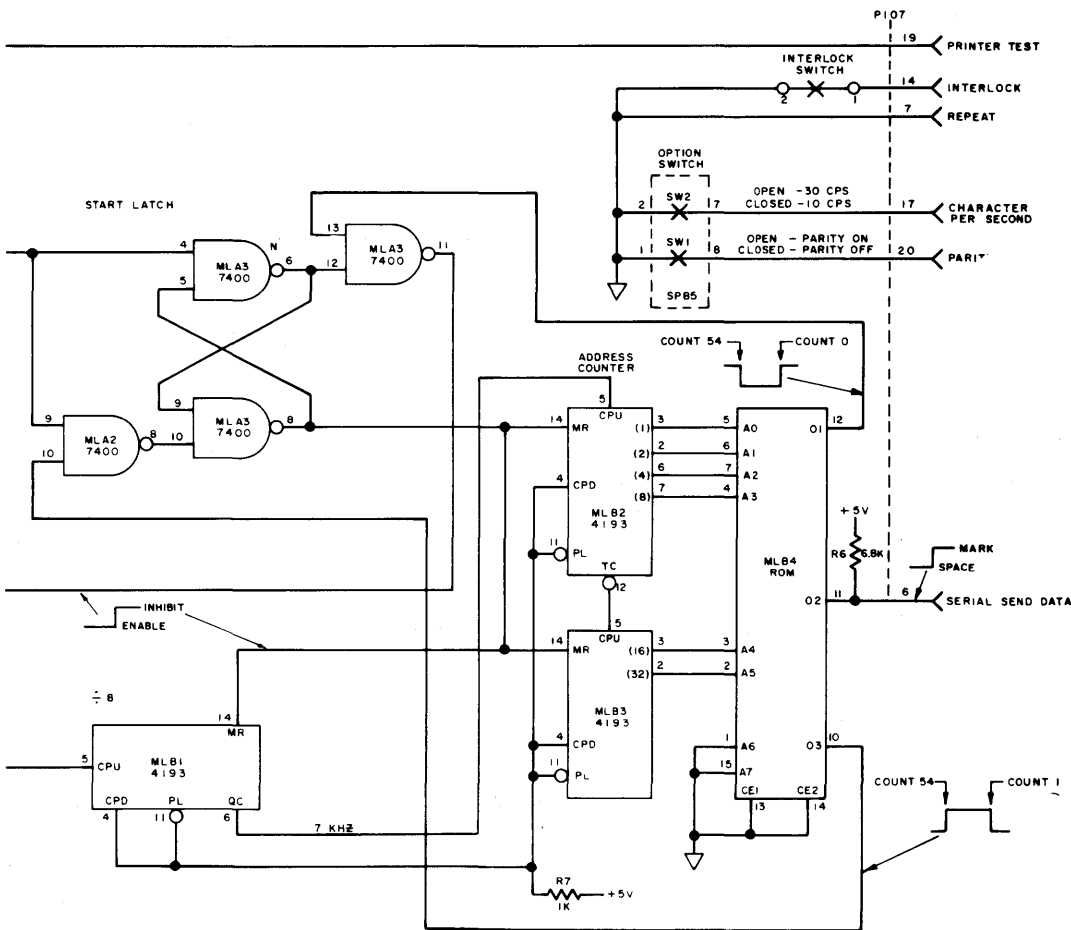 P107
19
PRINTER TEST
INTERLOCK
SWITCH
2
1
14
INTERLOCK
7
REPEAT
OPTION
SWITCH
2
SW2
7
OPEN -30 CPS
CLOSED-10 CPS
17
CHARACTER
PER SECOND
1
SW1
8
OPEN - PARITY ON
CLOSED - PARITY OFF
20
SPB5
START LATCH
4
N
MLA3
7400
6
5
13
12
MLA3
7400
11
9
MLA2
7400
8
10
9
10
MLA3
7400
8
COUNT 54
COUNT 0
ADDRESS
COUNTER
5
CPU
14
MR
(1)
3
(2)
2
(4)
6
(8)
7
4
CPD
MLB2
4193
11
PL
TC
12
5
A0
6
A1
7
A2
4
A3
O1
12
MLB4
ROM
+5V
R6
6.8K
MARK
SPACE
O2
11
6
SERIAL SEND DATA
INHIBIT
ENABLE
5
CPU
14
MR
(16)
3
(32)
2
MLB3
4193
4
CPD
11
PL
3
A4
2
A5
1
A6
15
A7
CE1
CE2
13
14
O3
10
COUNT 54
COUNT 1
÷ 8
14
MR
5
CPU
MLB1
4193
CPD
PL
QC
4
11
6
7 KHZ
R7
1K
+5V